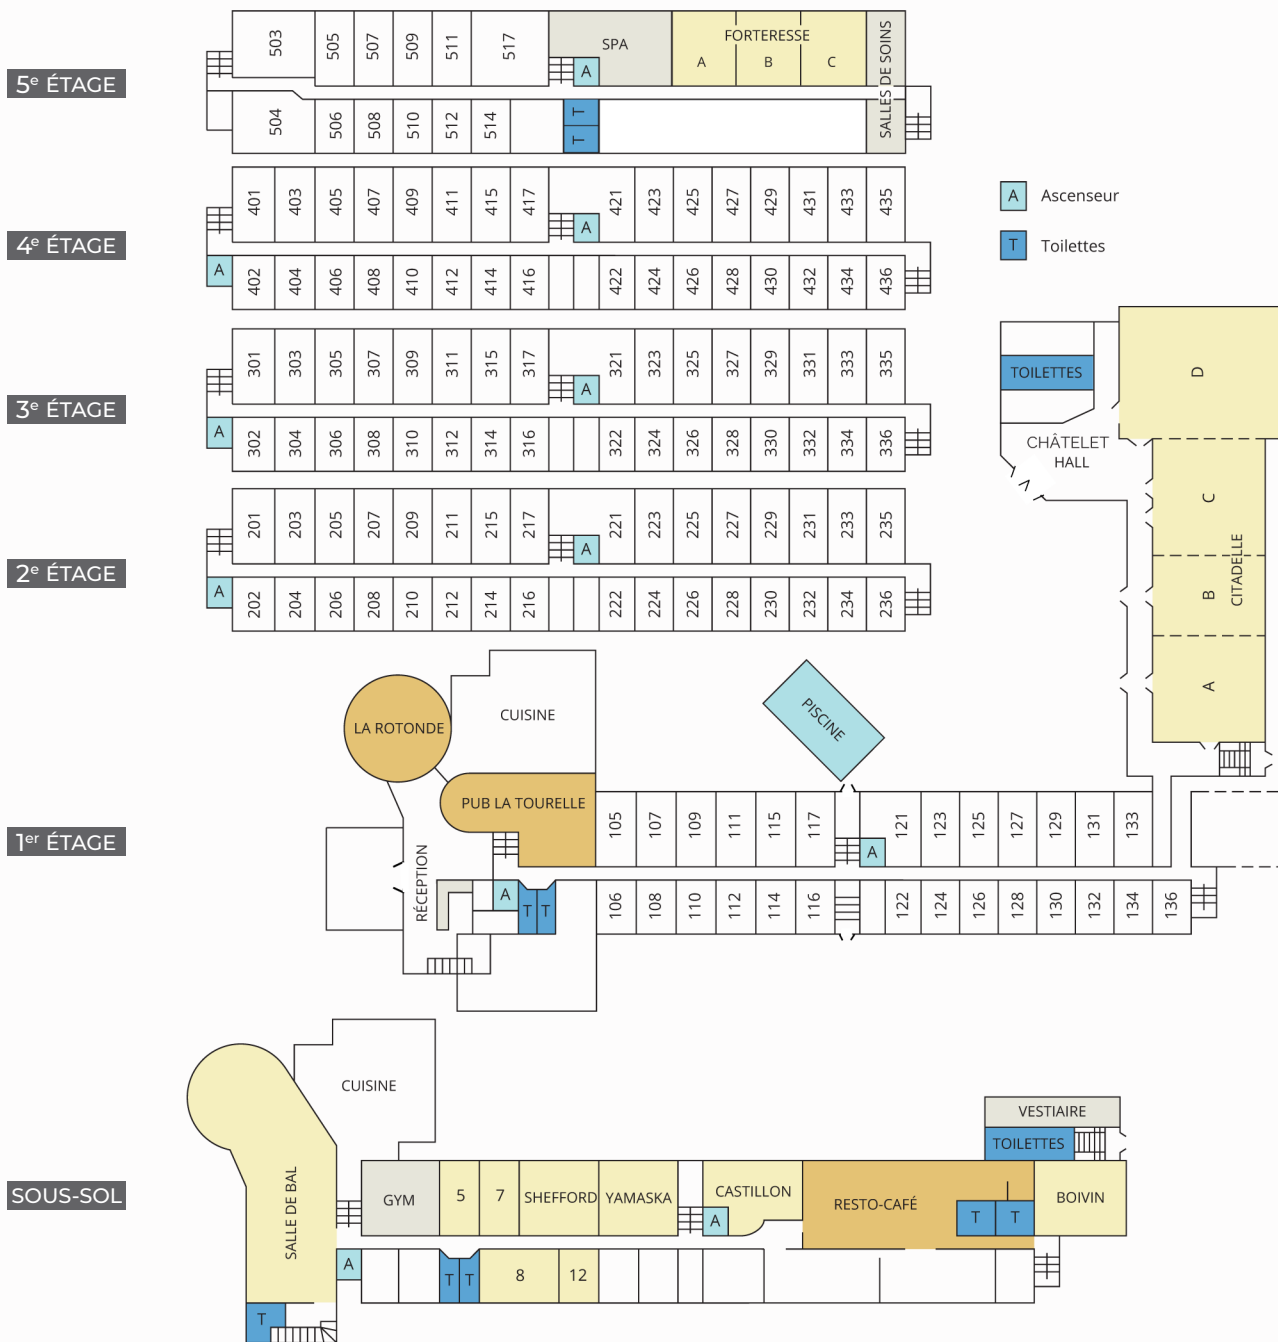 5e ÉTAGE
503 505 507 509 511 517 SPA FORTERESSE SALLES DE SOINS
A B C
A
504 506 508 510 512 514 T T
4e ÉTAGE
401 403 405 407 409 411 415 417 421 423 425 427 429 431 433 435
A
A
402 404 406 408 410 412 414 416 422 424 426 428 430 432 434 436
A Ascenseur
T Toilettes
3e ÉTAGE
301 303 305 307 309 311 315 317 321 323 325 327 329 331 333 335
A
A
302 304 306 308 310 312 314 316 322 324 326 328 330 332 334 336
2e ÉTAGE
201 203 205 207 209 211 215 217 221 223 225 227 229 231 233 235
A
A
202 204 206 208 210 212 214 216 222 224 226 228 230 232 234 236
TOILETTES
CHÂTELET
HALL
D
C
B
A
CITADELLE
1er ÉTAGE
LA ROTONDE
CUISINE
PISCINE
PUB LA TOURELLE
RÉCEPTION
105 107 109 111 115 117 121 123 125 127 129 131 133
A
A
T T
106 108 110 112 114 116 122 124 126 128 130 132 134 136
SOUS-SOL
CUISINE
SALLE DE BAL
VESTIAIRE
TOILETTES
GYM 5 7 SHEFFORD YAMASKA CASTILLON RESTO-CAFÉ BOIVIN
A
T T
A
T T
8 12
T